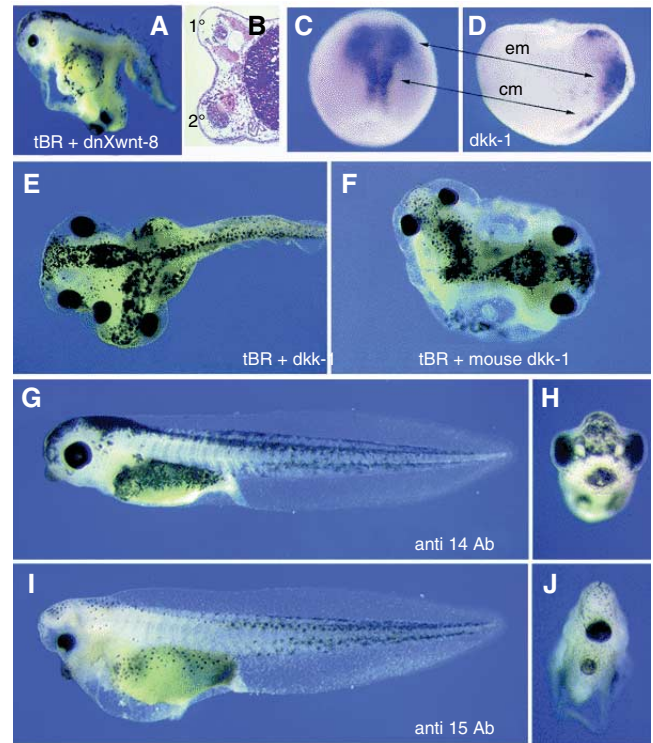 A
tBR + dnXwnt-8
B
1°
2°
C
em
cm
D
dkk-1
E
tBR + dkk-1
F
tBR + mouse dkk-1
G
anti 14 Ab
H
I
anti 15 Ab
J